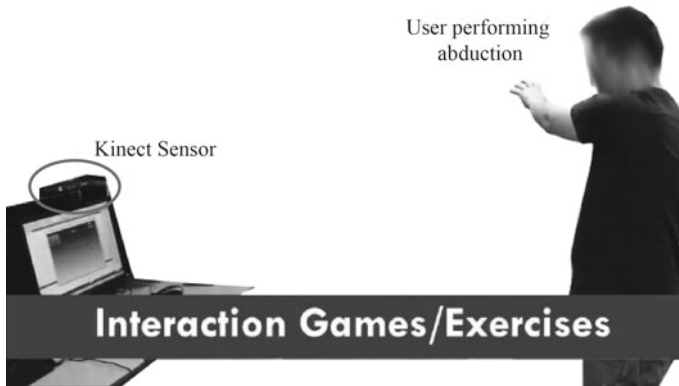 User performing
abduction
Kinect Sensor
Interaction Games/Exercises